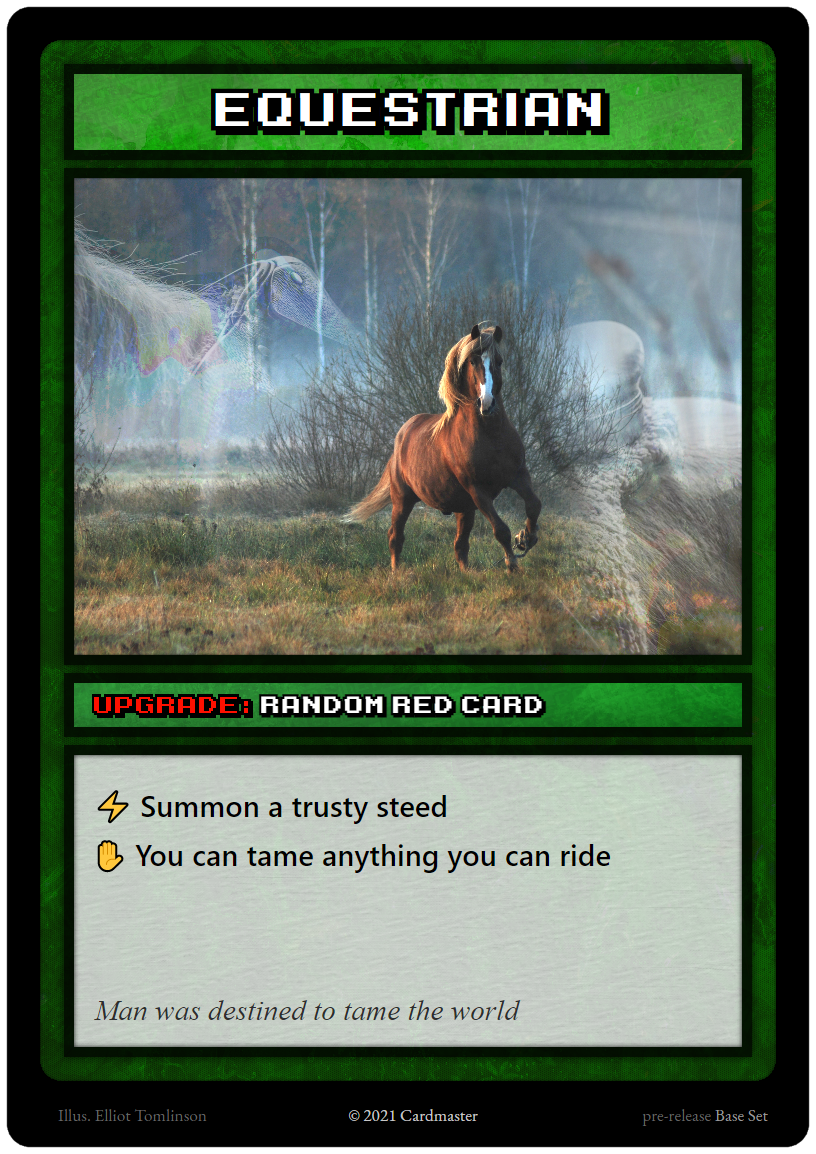 EQUESTRIAN
UPGRADE: RANDOM RED CARD
⚡ Summon a trusty steed
✋ You can tame anything you can ride
Man was destined to tame the world
Illus. Elliot Tomlinson © 2021 Cardmaster pre-release Base Set